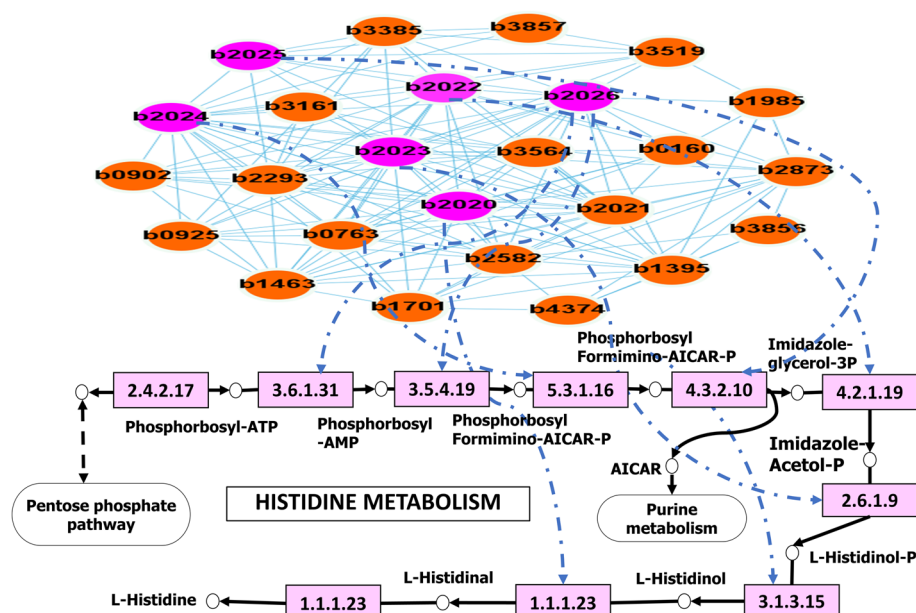 b3385
b3857
b2025
b3519
b2022
b2026
b3161
b1985
b2024
b2023
b3564
b0160
b0902
b2293
b2873
b2020
b2021
b0925
b0763
b3856
b2582
b1395
b1463
b1701
b4374
Phosphorbosyl
Formimino-AICAR-P
Imidazole-
glycerol-3P
2.4.2.17
3.6.1.31
3.5.4.19
5.3.1.16
4.3.2.10
4.2.1.19
Phosphorbosyl-ATP
Phosphorbosyl
-AMP
Phosphorbosyl
Formimino-AICAR-P
Imidazole-
Acetol-P
AICAR
2.6.1.9
Pentose phosphate
pathway
HISTIDINE METABOLISM
Purine
metabolism
L-Histidinol-P
L-Histidine
1.1.1.23
L-Histidinal
1.1.1.23
L-Histidinol
3.1.3.15